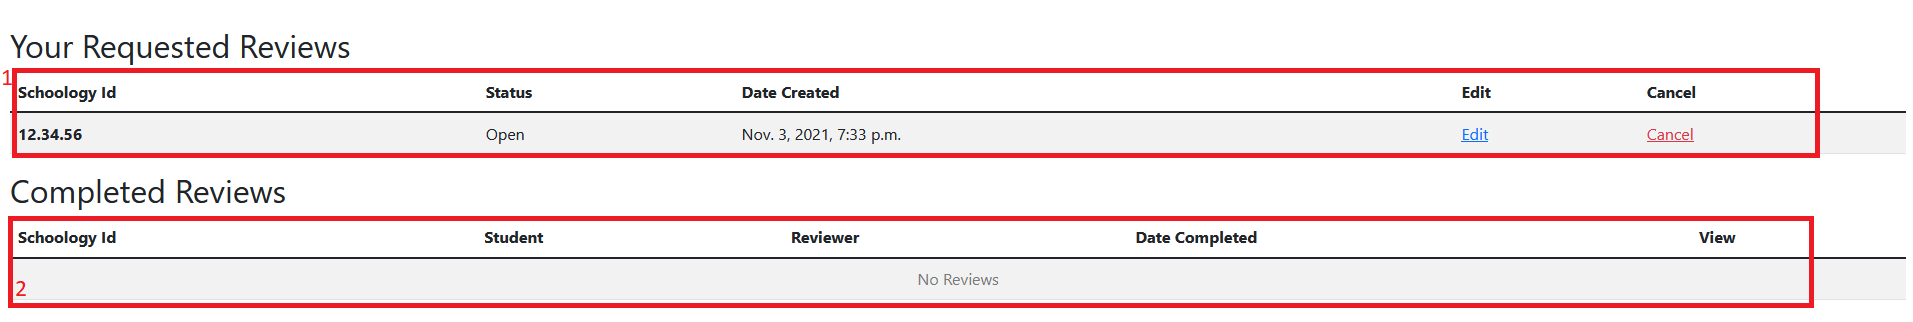 Your Requested Reviews
1
Schoology Id Status Date Created Edit Cancel
12.34.56 Open Nov. 3, 2021, 7:33 p.m. Edit Cancel
Completed Reviews
Schoology Id Student Reviewer Date Completed View
No Reviews
2